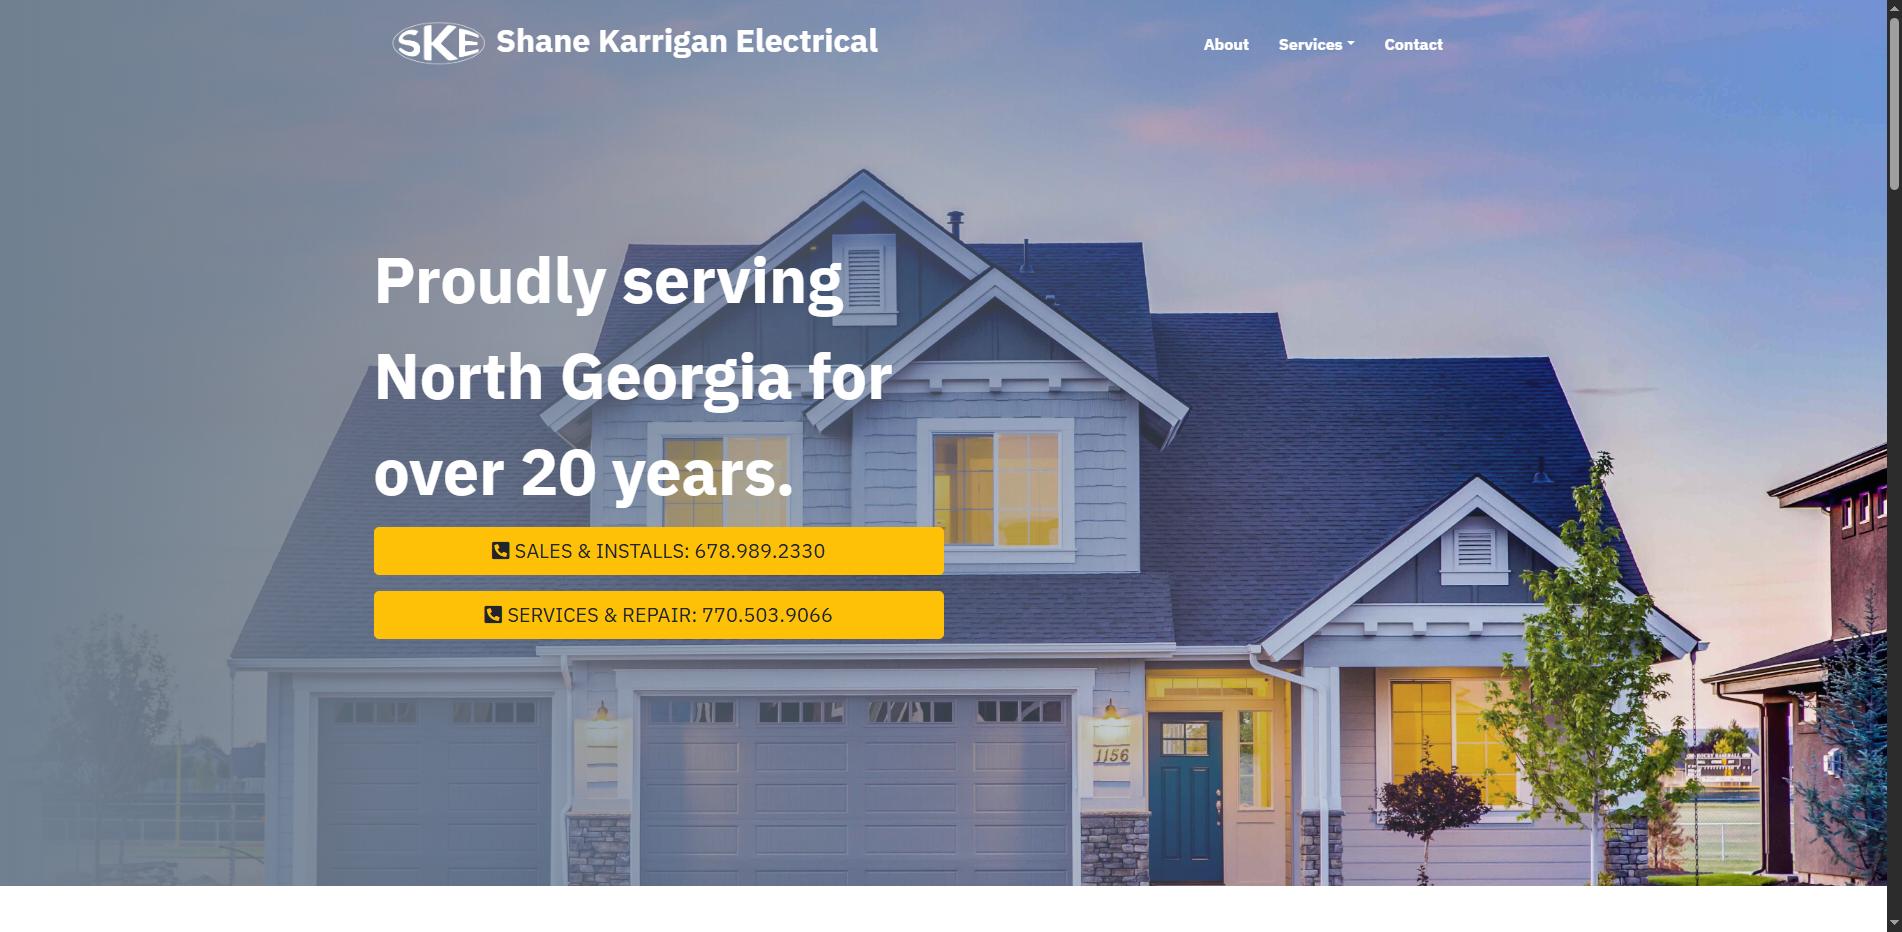 SKE Shane Karrigan Electrical
About Services Contact
Proudly serving
North Georgia for
over 20 years.
SALES & INSTALLS: 678.989.2330
SERVICES & REPAIR: 770.503.9066
1156